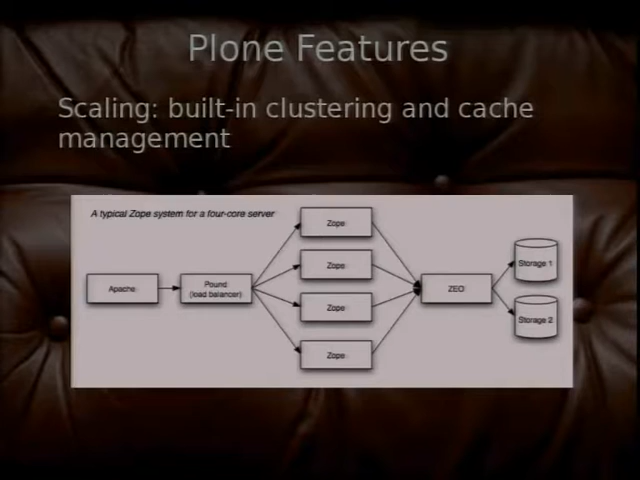 Plone Features
Scaling: built-in clustering and cache
management
A typical Zope system for a four-core server
Zope
Zope
Zope
Zope
Apache
Pound
(load balancer)
ZEO
Storage 1
Storage 2